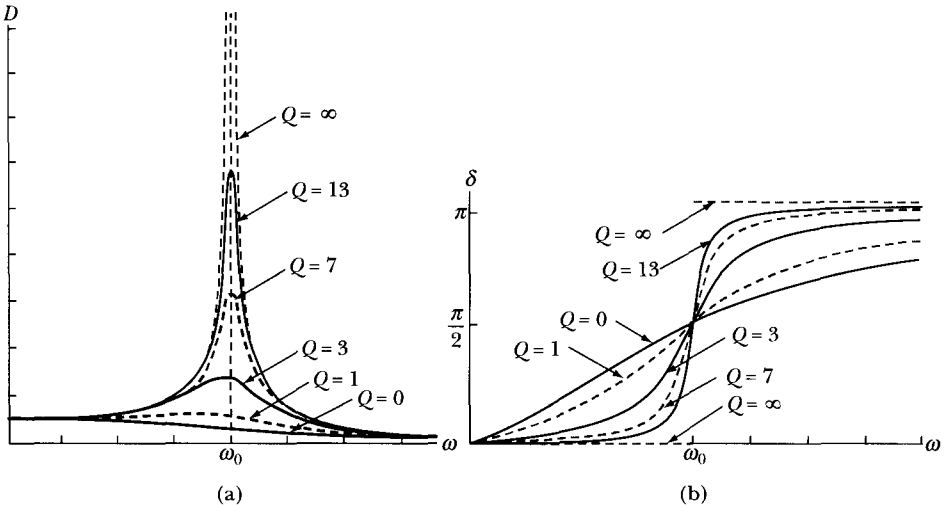 D
Q = ∞
Q = 13
Q = 7
Q = 3
Q = 1
Q = 0
ω
ω₀
(a)
δ
π
Q = ∞
Q = 13
π/2
Q = 0
Q = 1
Q = 3
Q = 7
Q = ∞
ω
ω₀
(b)